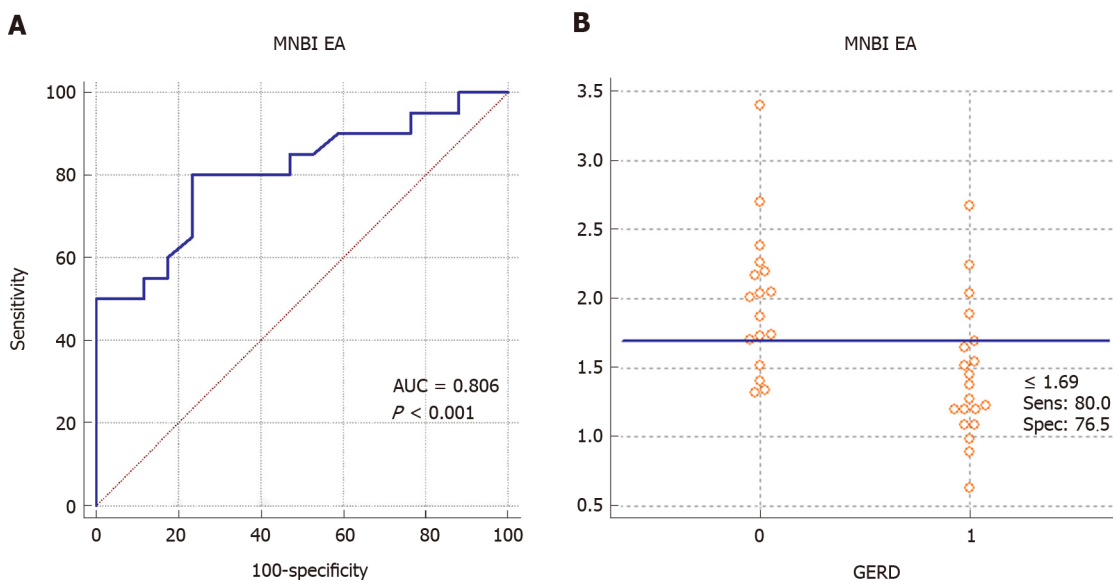 A
MNBI EA
100
80
60
40
20
0
Sensitivity
AUC = 0.806
P < 0.001
0 20 40 60 80 100
100-specificity
B
MNBI EA
3.5
3.0
2.5
2.0
1.5
1.0
0.5
≤ 1.69
Sens: 80.0
Spec: 76.5
0 1
GERD